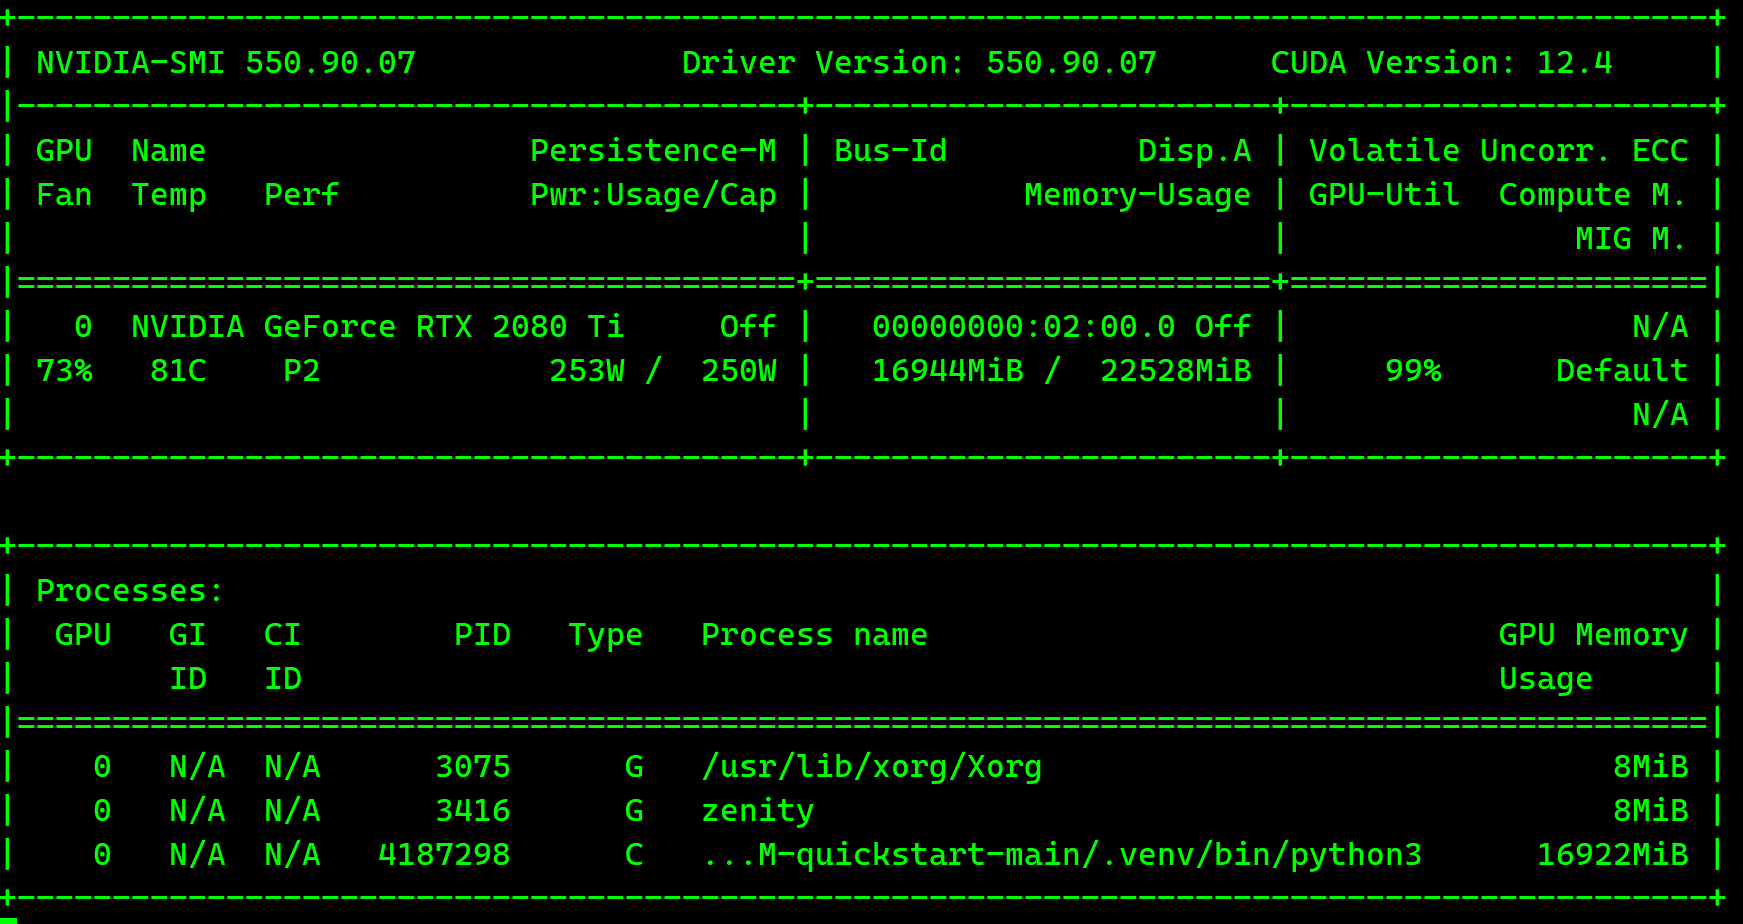 +-----------------------------------------------------------------------------------------+
| NVIDIA-SMI 550.90.07              Driver Version: 550.90.07      CUDA Version: 12.4     |
|-----------------------------------------+------------------------+----------------------+
| GPU  Name                 Persistence-M | Bus-Id          Disp.A | Volatile Uncorr. ECC |
| Fan  Temp   Perf          Pwr:Usage/Cap |           Memory-Usage | GPU-Util  Compute M. |
|                                         |                        |               MIG M. |
|=========================================+========================+======================|
|   0  NVIDIA GeForce RTX 2080 Ti     Off |   00000000:02:00.0 Off |                  N/A |
| 73%   81C    P2            253W /  250W |   16944MiB /  22528MiB |     99%      Default |
|                                         |                        |                  N/A |
+-----------------------------------------+------------------------+----------------------+
+-----------------------------------------------------------------------------------------+
| Processes:                                                                              |
|  GPU   GI   CI        PID   Type   Process name                              GPU Memory |
|        ID   ID                                                               Usage      |
|=========================================================================================|
|    0   N/A  N/A      3075      G   /usr/lib/xorg/Xorg                              8MiB |
|    0   N/A  N/A      3416      G   zenity                                          8MiB |
|    0   N/A  N/A   4187298      C   ...M-quickstart-main/.venv/bin/python3      16922MiB |
+-----------------------------------------------------------------------------------------+